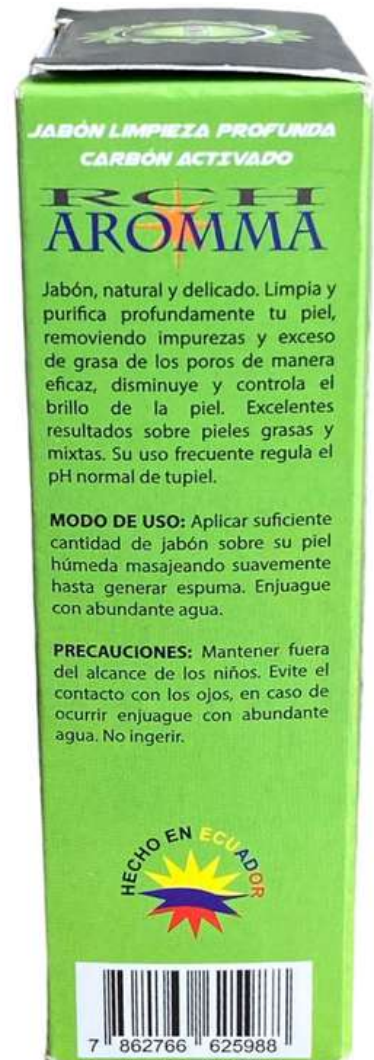 JABÓN LIMPIEZA PROFUNDA
CARBÓN ACTIVADO
RCH
AROMMA
Jabón, natural y delicado. Limpia y
purifica profundamente tu piel,
removiendo impurezas y exceso
de grasa de los poros de manera
eficaz, disminuye y controla el
brillo de la piel. Excelentes
resultados sobre pieles grasas y
mixtas. Su uso frecuente regula el
pH normal de tupiel.
MODO DE USO: Aplicar suficiente
cantidad de jabón sobre su piel
húmeda masajeando suavemente
hasta generar espuma. Enjuague
con abundante agua.
PRECAUCIONES: Mantener fuera
del alcance de los niños. Evite el
contacto con los ojos, en caso de
ocurrir enjuague con abundante
agua. No ingerir.
HECHO EN ECUADOR
7 862766 625988